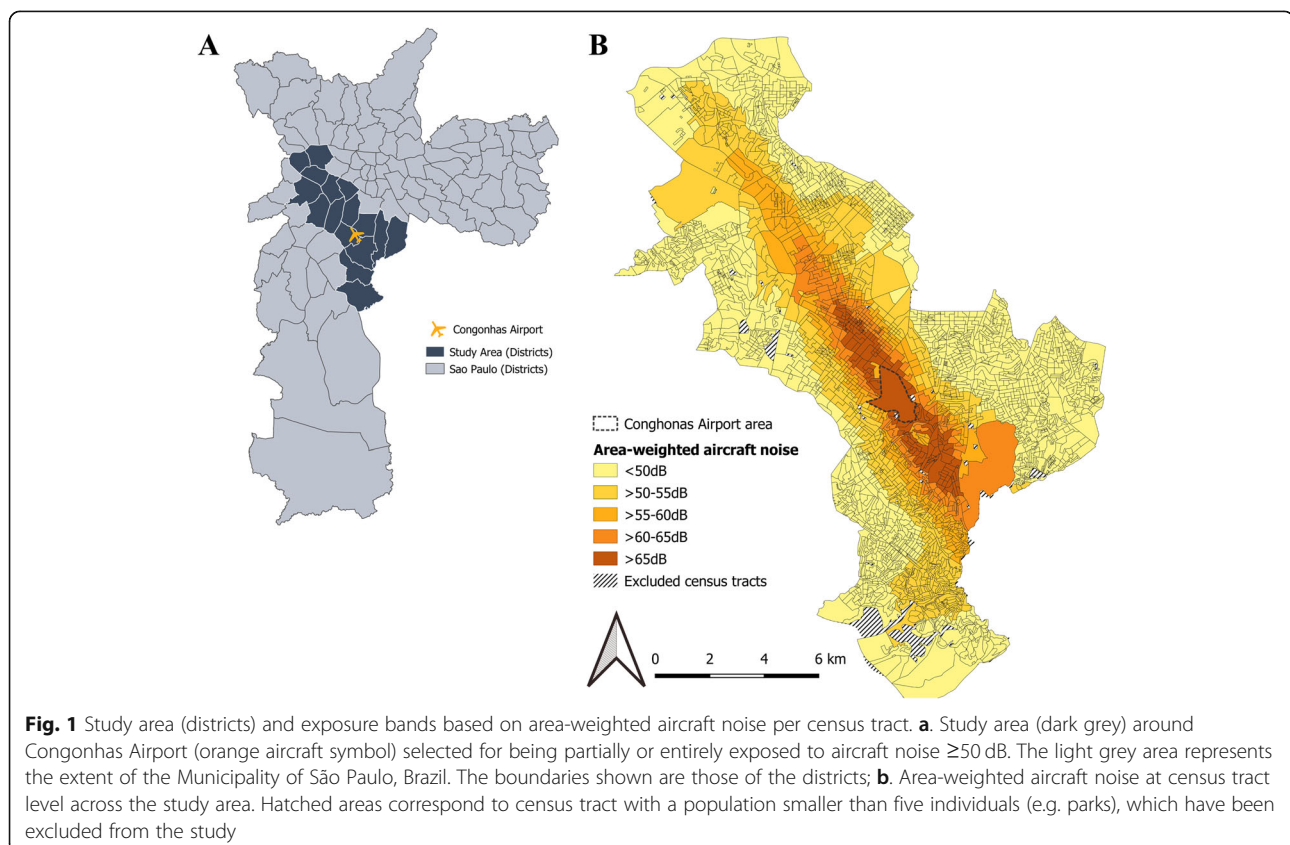 A
B
Congonhas Airport
Study Area (Districts)
Sao Paulo (Districts)
Conghonas Airport area
Area-weighted aircraft noise
<50dB
>50-55dB
>55-60dB
>60-65dB
>65dB
Excluded census tracts
0 2 4 6 km
Fig. 1 Study area (districts) and exposure bands based on area-weighted aircraft noise per census tract. a. Study area (dark grey) around
Congonhas Airport (orange aircraft symbol) selected for being partially or entirely exposed to aircraft noise ≥50 dB. The light grey area represents
the extent of the Municipality of São Paulo, Brazil. The boundaries shown are those of the districts; b. Area-weighted aircraft noise at census tract
level across the study area. Hatched areas correspond to census tract with a population smaller than five individuals (e.g. parks), which have been
excluded from the study